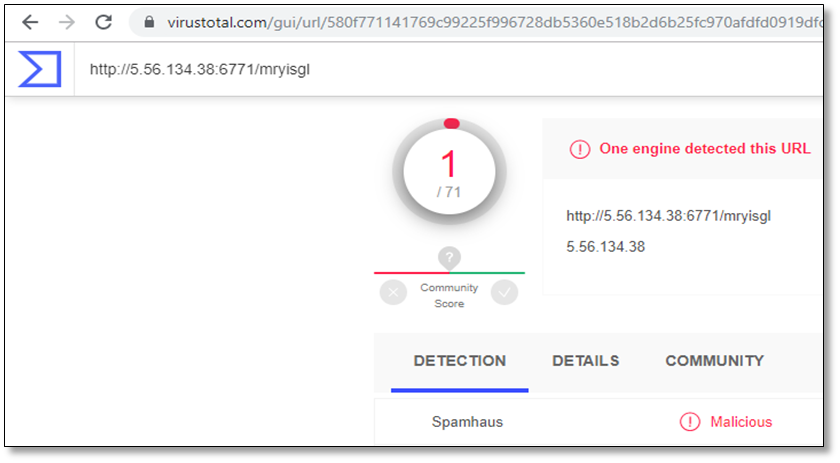 virustotal.com/gui/url/580f771141769c99225f996728db5360e518b2d6b25fc970afdfd0919dfc
http://5.56.134.38:6771/mryisgl
1
/ 71
One engine detected this URL
http://5.56.134.38:6771/mryisgl
5.56.134.38
?
Community
Score
DETECTION DETAILS COMMUNITY
Spamhaus Malicious